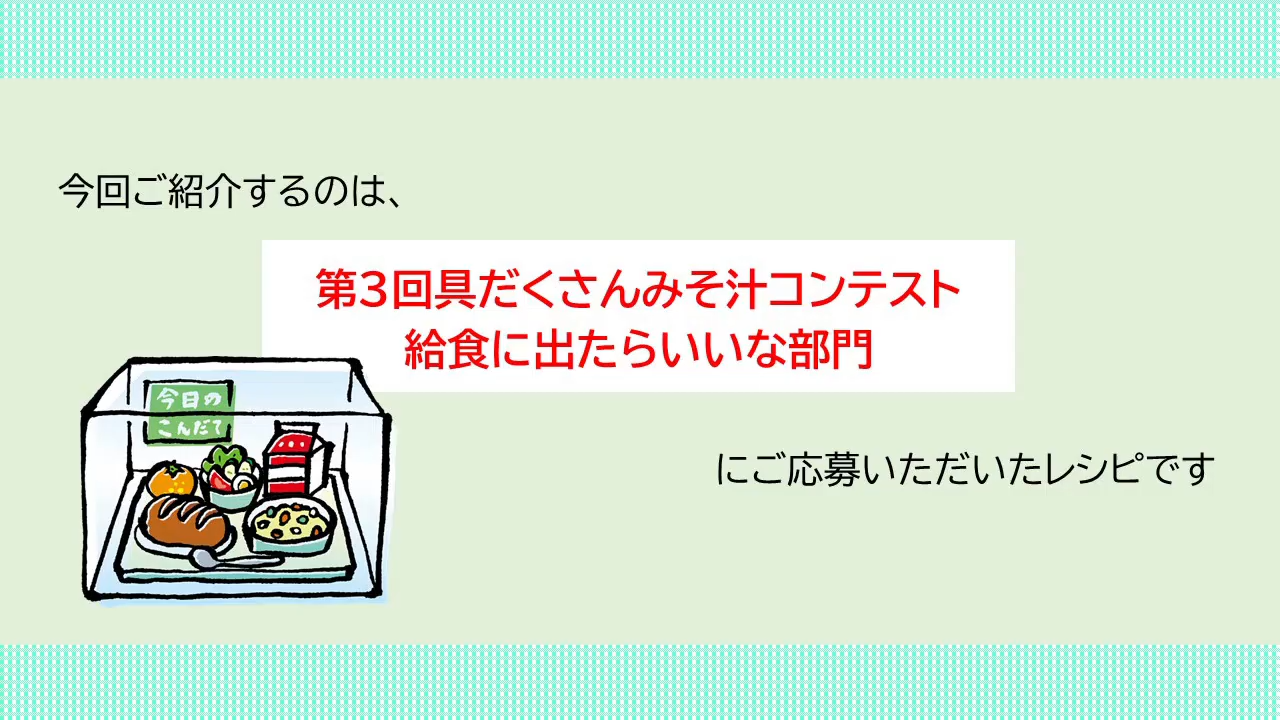 今回ご紹介するのは、
第3回具だくさんみそ汁コンテスト
給食に出たらいいな部門
今日の
こんだて
にご応募いただいたレシピです